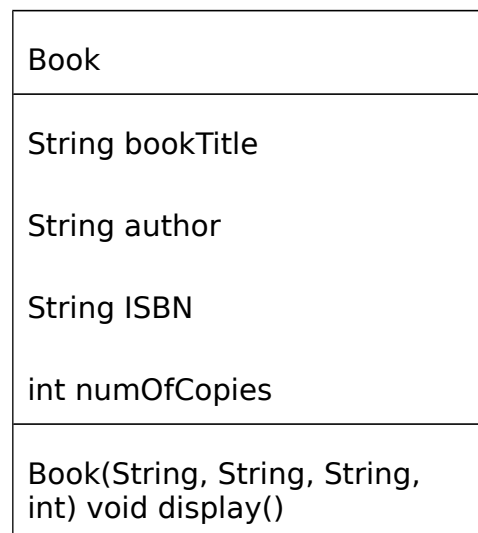 Book
String bookTitle
String author
String ISBN
int numOfCopies
Book(String, String, String,
int) void display()